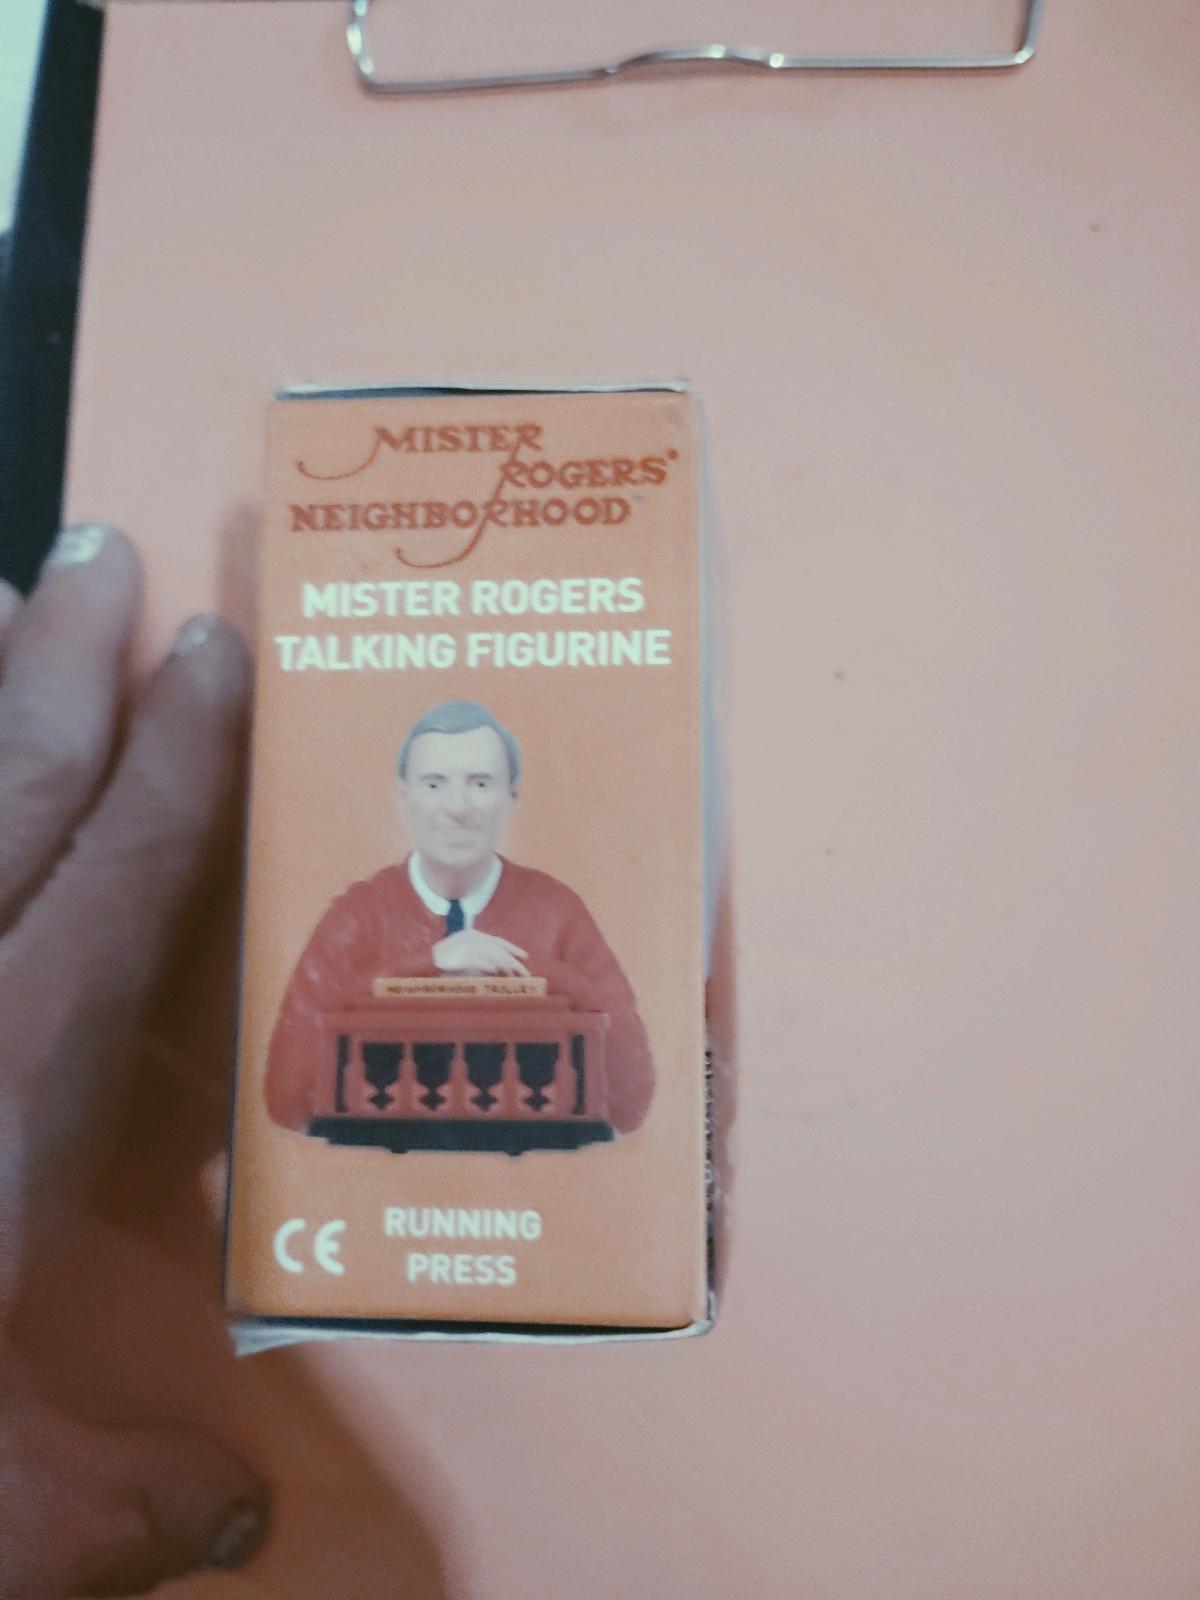 MISTER
ROGERS'
NEIGHBORHOOD
MISTER ROGERS
TALKING FIGURINE
NEIGHBORHOOD TROLLEY
CE RUNNING
PRESS